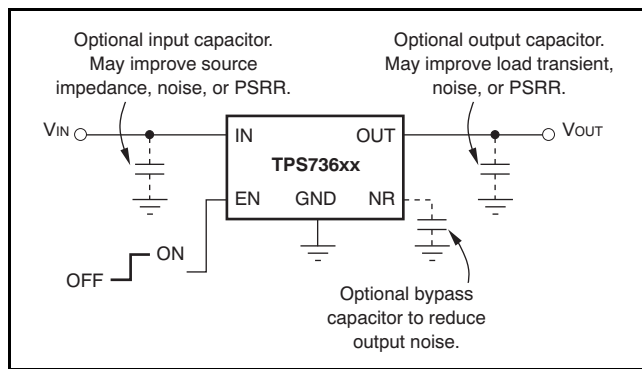 Optional input capacitor.
May improve source
impedance, noise, or PSRR.
Optional output capacitor.
May improve load transient,
noise, or PSRR.
VIN
IN
OUT
VOUT
TPS736xx
EN
GND
NR
OFF
ON
Optional bypass
capacitor to reduce
output noise.